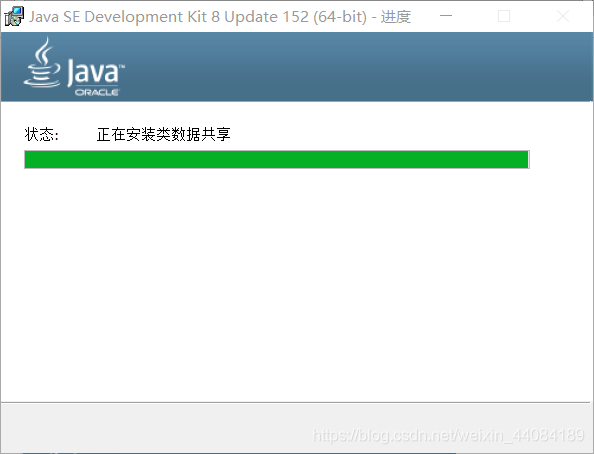 Java SE Development Kit 8 Update 152 (64-bit) - 进度
Java™
ORACLE
状态: 正在安装类数据共享
https://blog.csdn.net/weixin_44084189